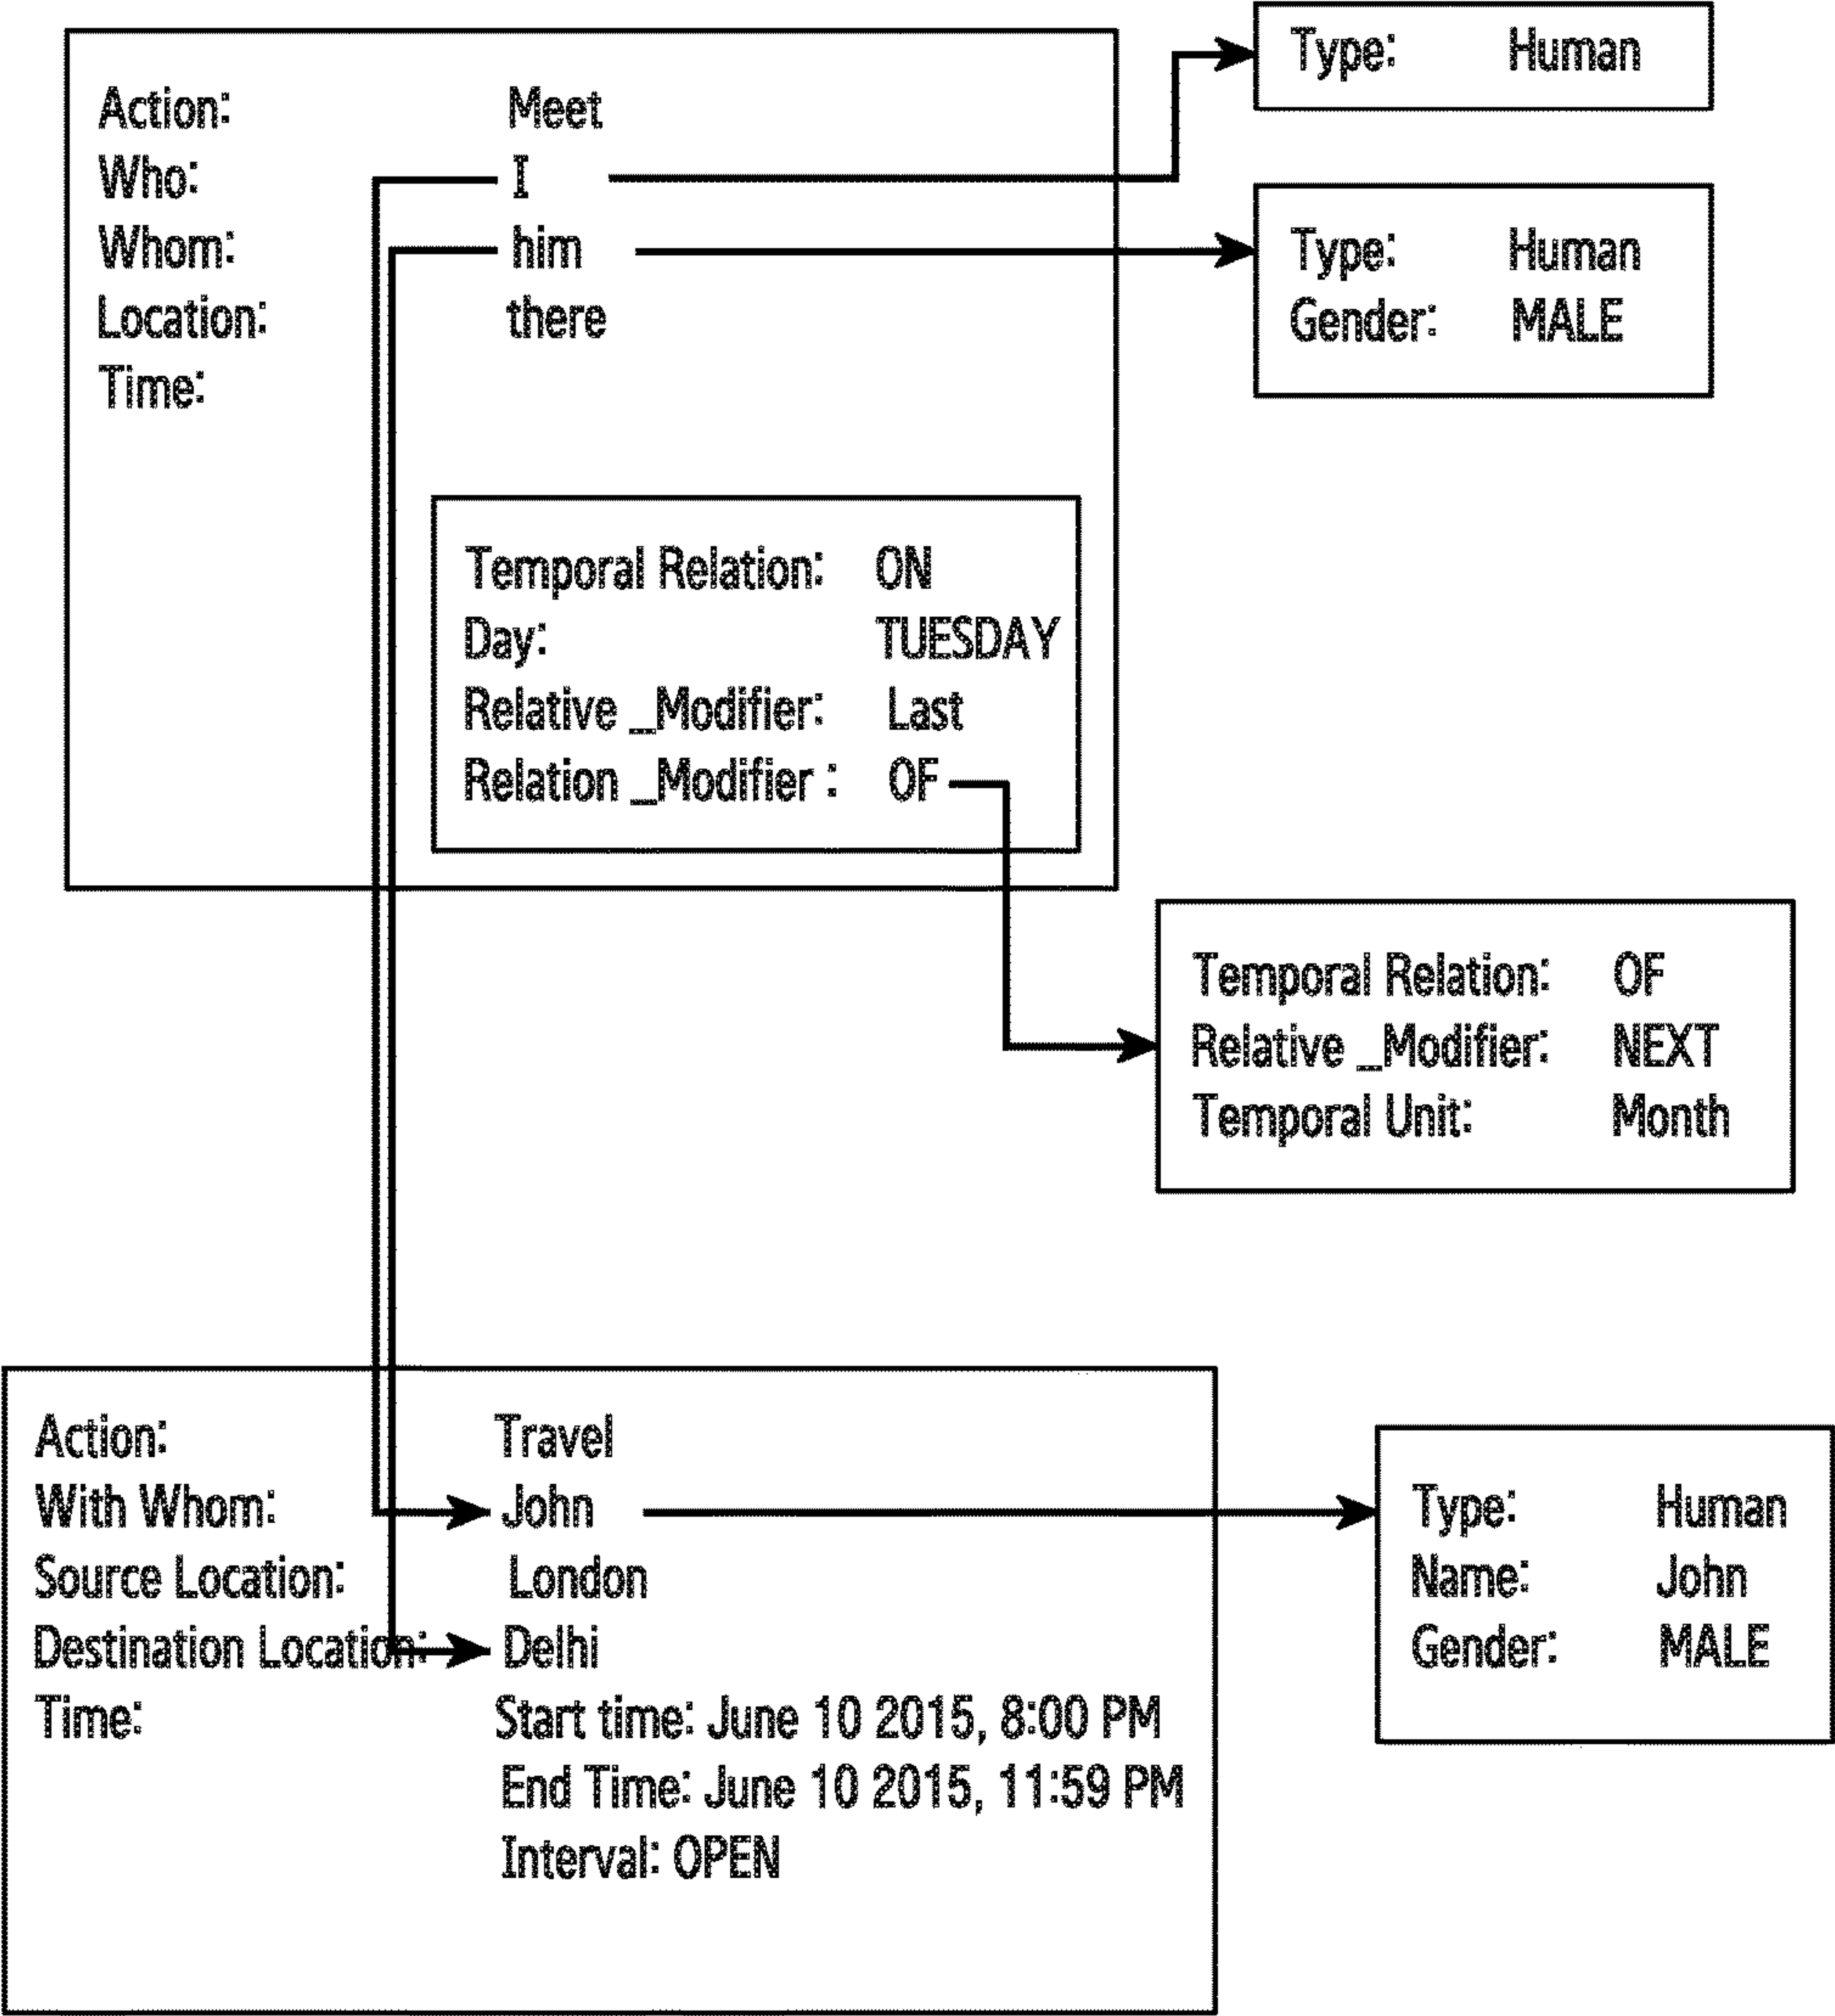 Action: Meet
Who: I
Whom: him
Location: there
Time:
Temporal Relation: ON
Day: TUESDAY
Relative _Modifier: Last
Relation _Modifier : OF
Type: Human
Type: Human
Gender: MALE
Temporal Relation: OF
Relative _Modifier: NEXT
Temporal Unit: Month
Action: Travel
With Whom: John
Source Location: London
Destination Location: Delhi
Time: Start time: June 10 2015, 8:00 PM
End Time: June 10 2015, 11:59 PM
Interval: OPEN
Type: Human
Name: John
Gender: MALE